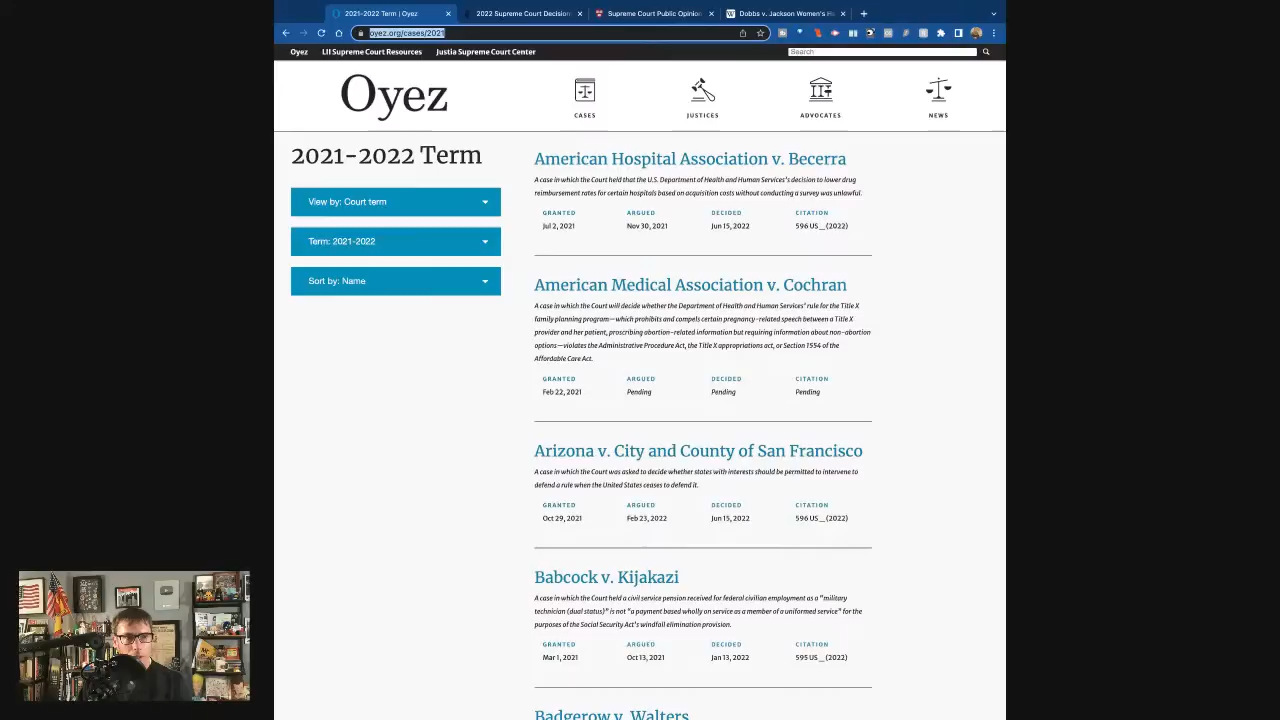 2021-2022 Term | Oyez
2022 Supreme Court Decision
Supreme Court Public Opinion
Dobbs v. Jackson Women's H
oyez.org/cases/2021
Oyez LII Supreme Court Resources Justia Supreme Court Center Search
Oyez
CASES
JUSTICES
ADVOCATES
NEWS
2021-2022 Term
View by: Court term
Term: 2021-2022
Sort by: Name
American Hospital Association v. Becerra
A case in which the Court held that the U.S. Department of Health and Human Services's decision to lower drug
reimbursement rates for certain hospitals based on acquisition costs without conducting a survey was unlawful.
GRANTED ARGUED DECIDED CITATION
Jul 2, 2021 Nov 30, 2021 Jun 15, 2022 596 US _ (2022)
American Medical Association v. Cochran
A case in which the Court will decide whether the Department of Health and Human Services' rule for the Title X
family planning program—which prohibits and compels certain pregnancy-related speech between a Title X
provider and her patient, proscribing abortion-related information but requiring information about non-abortion
options—violates the Administrative Procedure Act, the Title X appropriations act, or Section 1554 of the
Affordable Care Act.
GRANTED ARGUED DECIDED CITATION
Feb 22, 2021 Pending Pending Pending
Arizona v. City and County of San Francisco
A case in which the Court was asked to decide whether states with interests should be permitted to intervene to
defend a rule when the United States ceases to defend it.
GRANTED ARGUED DECIDED CITATION
Oct 29, 2021 Feb 23, 2022 Jun 15, 2022 596 US _ (2022)
Babcock v. Kijakazi
A case in which the Court held a civil service pension received for federal civilian employment as a "military
technician (dual status)" is not "a payment based wholly on service as a member of a uniformed service" for the
purposes of the Social Security Act's windfall elimination provision.
GRANTED ARGUED DECIDED CITATION
Mar 1, 2021 Oct 13, 2021 Jan 13, 2022 595 US _ (2022)
Badgerow v. Walters